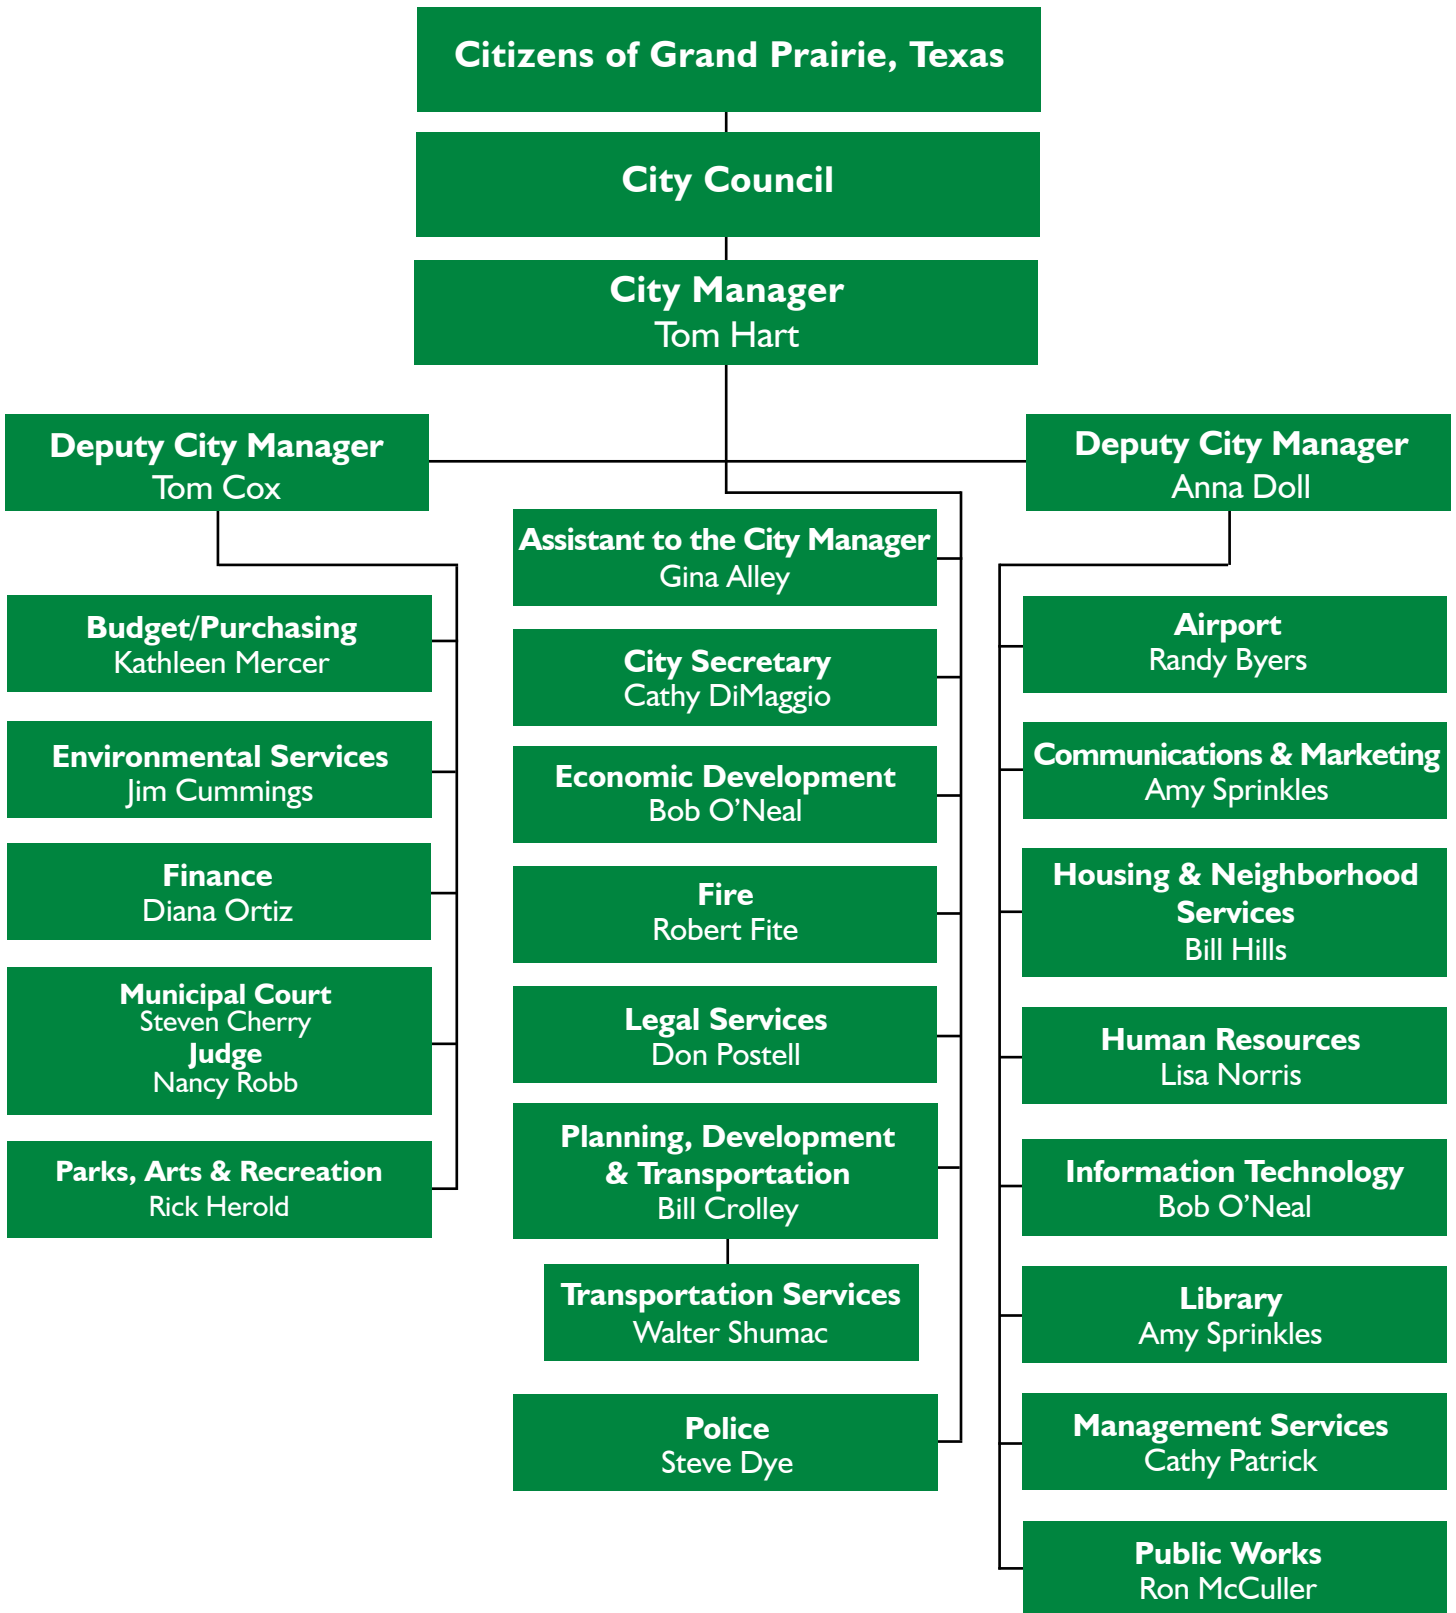 Citizens of Grand Prairie, Texas
City Council
City Manager
Tom Hart
Deputy City Manager
Tom Cox
Deputy City Manager
Anna Doll
Budget/Purchasing
Kathleen Mercer
Environmental Services
Jim Cummings
Finance
Diana Ortiz
Municipal Court
Steven Cherry
Judge
Nancy Robb
Parks, Arts & Recreation
Rick Herold
Assistant to the City Manager
Gina Alley
City Secretary
Cathy DiMaggio
Economic Development
Bob O’Neal
Fire
Robert Fite
Legal Services
Don Postell
Planning, Development
& Transportation
Bill Crolley
Transportation Services
Walter Shumac
Police
Steve Dye
Airport
Randy Byers
Communications & Marketing
Amy Sprinkles
Housing & Neighborhood
Services
Bill Hills
Human Resources
Lisa Norris
Information Technology
Bob O’Neal
Library
Amy Sprinkles
Management Services
Cathy Patrick
Public Works
Ron McCuller